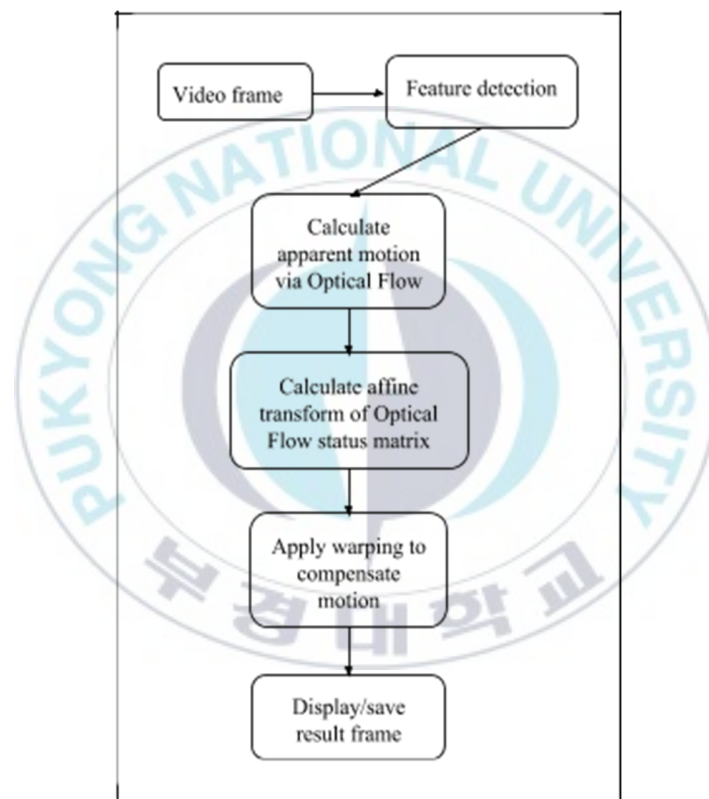 Video frame
Feature detection
Calculate
apparent motion
via Optical Flow
Calculate affine
transform of Optical
Flow status matrix
Apply warping to
compensate
motion
Display/save
result frame
PUKYONG NATIONAL UNIVERSITY
부경대학교